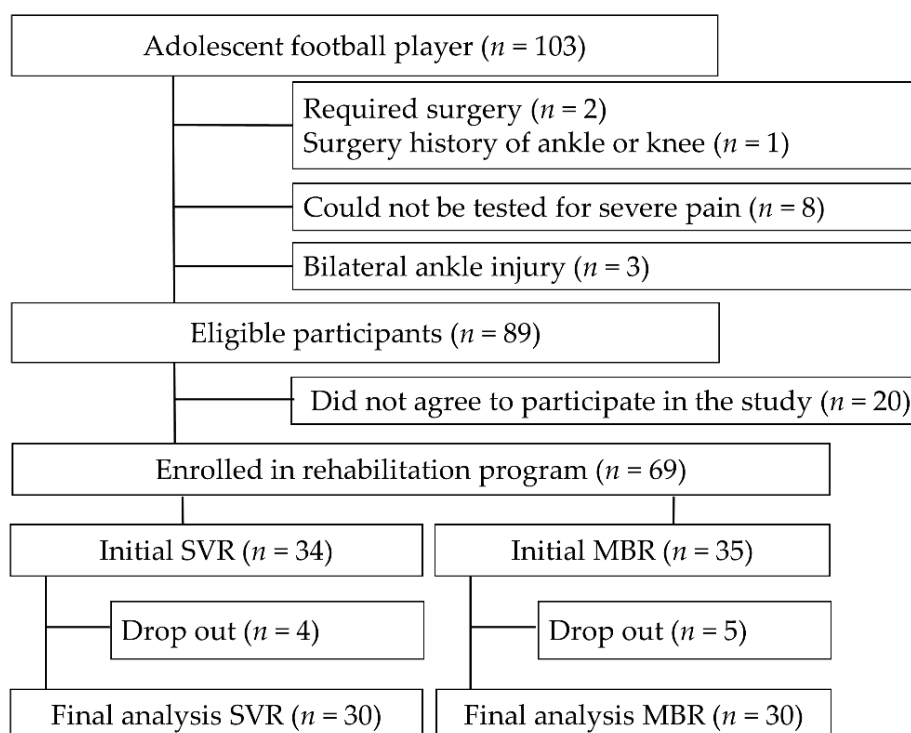 Adolescent football player (n = 103)
Required surgery (n = 2)
Surgery history of ankle or knee (n = 1)
Could not be tested for severe pain (n = 8)
Bilateral ankle injury (n = 3)
Eligible participants (n = 89)
Did not agree to participate in the study (n = 20)
Enrolled in rehabilitation program (n = 69)
Initial SVR (n = 34)
Initial MBR (n = 35)
Drop out (n = 4)
Drop out (n = 5)
Final analysis SVR (n = 30)
Final analysis MBR (n = 30)